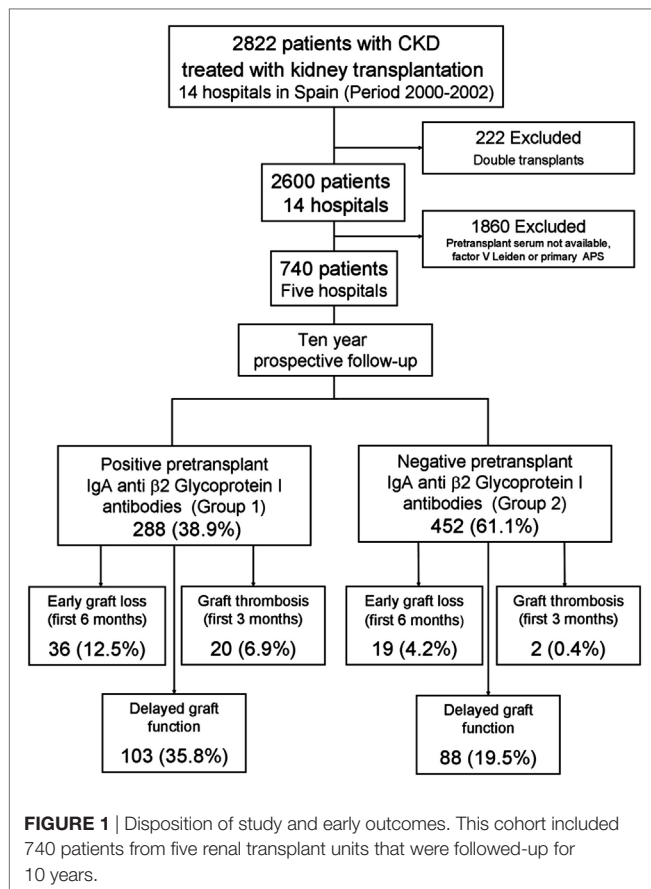 2822 patients with CKD
treated with kidney transplantation
14 hospitals in Spain (Period 2000-2002)
222 Excluded
Double transplants
2600 patients
14 hospitals
1860 Excluded
Pretransplant serum not available,
factor V Leiden or primary APS
740 patients
Five hospitals
Ten year
prospective follow-up
Positive pretransplant
IgA anti β2 Glycoprotein I
antibodies (Group 1)
288 (38.9%)
Negative pretransplant
IgA anti β2 Glycoprotein I
antibodies (Group 2)
452 (61.1%)
Early graft loss
(first 6 months)
36 (12.5%)
Graft thrombosis
(first 3 months)
20 (6.9%)
Early graft loss
(first 6 months)
19 (4.2%)
Graft thrombosis
(first 3 months)
2 (0.4%)
Delayed graft
function
103 (35.8%)
Delayed graft
function
88 (19.5%)
FIGURE 1 | Disposition of study and early outcomes. This cohort included
740 patients from five renal transplant units that were followed-up for
10 years.